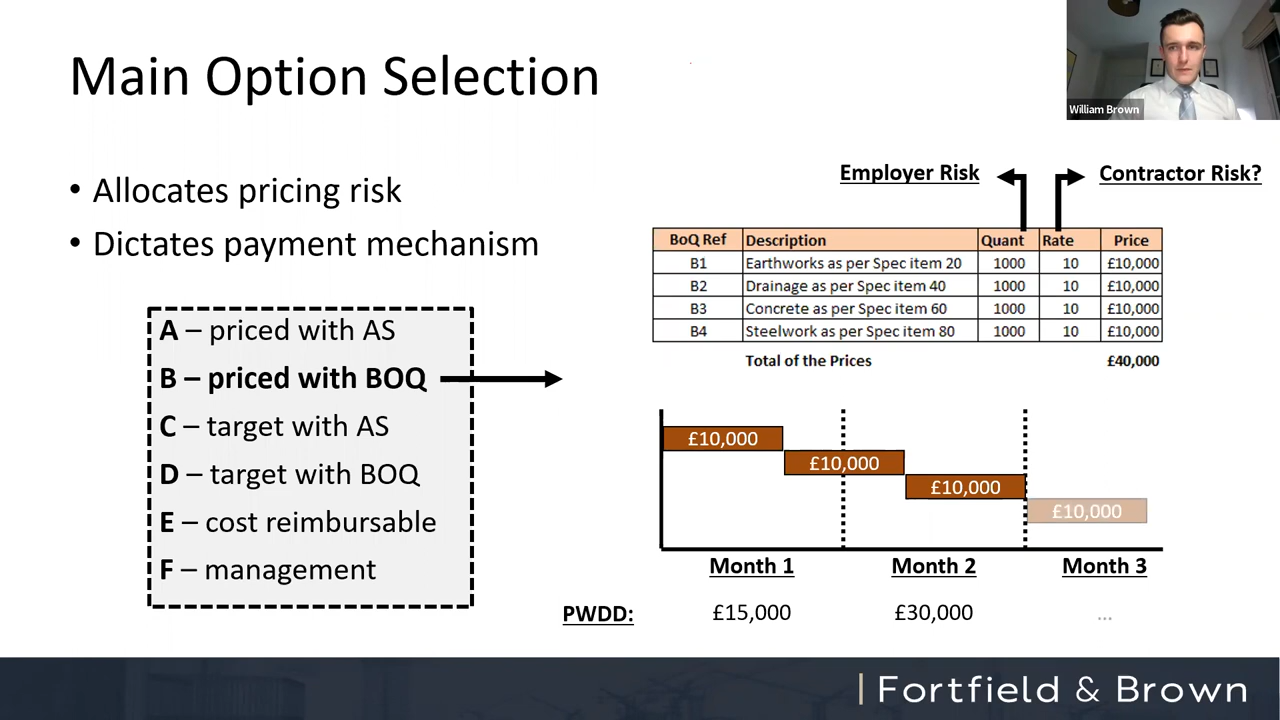 Main Option Selection
William Brown
• Allocates pricing risk
• Dictates payment mechanism
A – priced with AS
B – priced with BOQ
C – target with AS
D – target with BOQ
E – cost reimbursable
F – management
Employer Risk
Contractor Risk?
BoQ Ref Description Quant Rate Price
B1 Earthworks as per Spec item 20 1000 10 £10,000
B2 Drainage as per Spec item 40 1000 10 £10,000
B3 Concrete as per Spec item 60 1000 10 £10,000
B4 Steelwork as per Spec item 80 1000 10 £10,000
Total of the Prices £40,000
£10,000
£10,000
£10,000
£10,000
Month 1 Month 2 Month 3
PWDD: £15,000 £30,000 ...
Fortfield & Brown